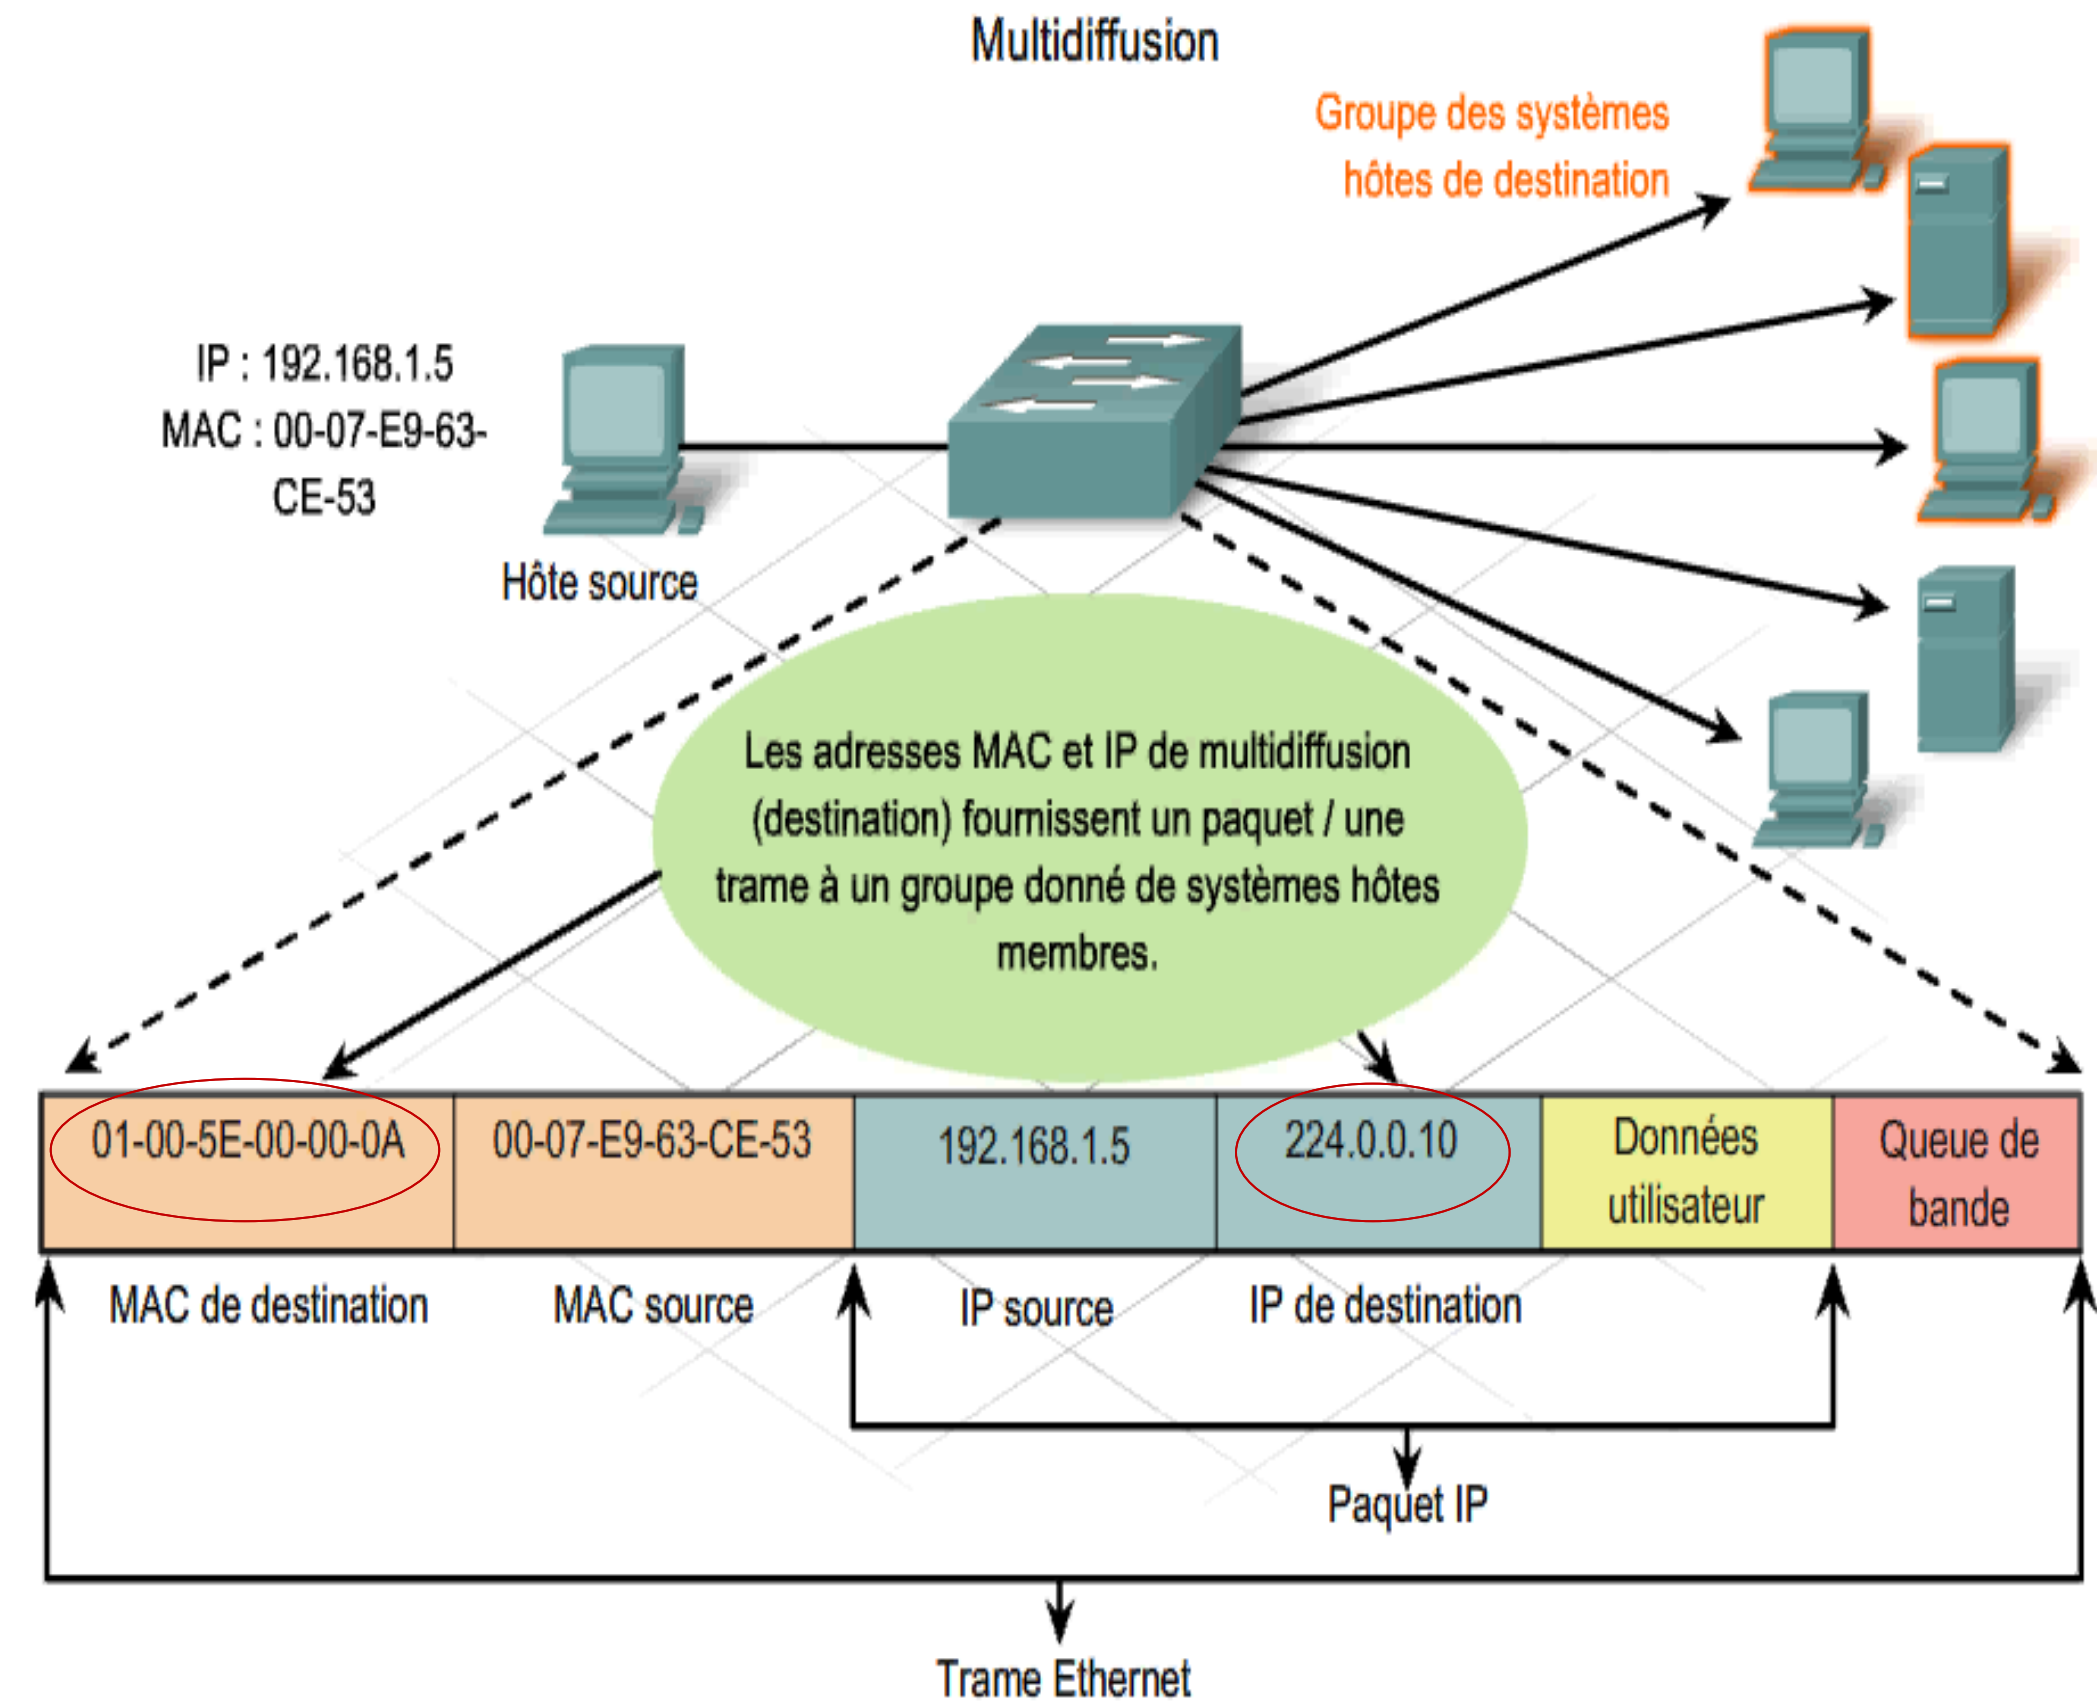 Multidiffusion
Groupe des systèmes
hôtes de destination
IP : 192.168.1.5
MAC : 00-07-E9-63-
CE-53
Hôte source
Les adresses MAC et IP de multidiffusion
(destination) fournissent un paquet / une
trame à un groupe donné de systèmes hôtes
membres.
01-00-5E-00-00-0A
00-07-E9-63-CE-53
192.168.1.5
224.0.0.10
Données
utilisateur
Queue de
bande
MAC de destination
MAC source
IP source
IP de destination
Paquet IP
Trame Ethernet